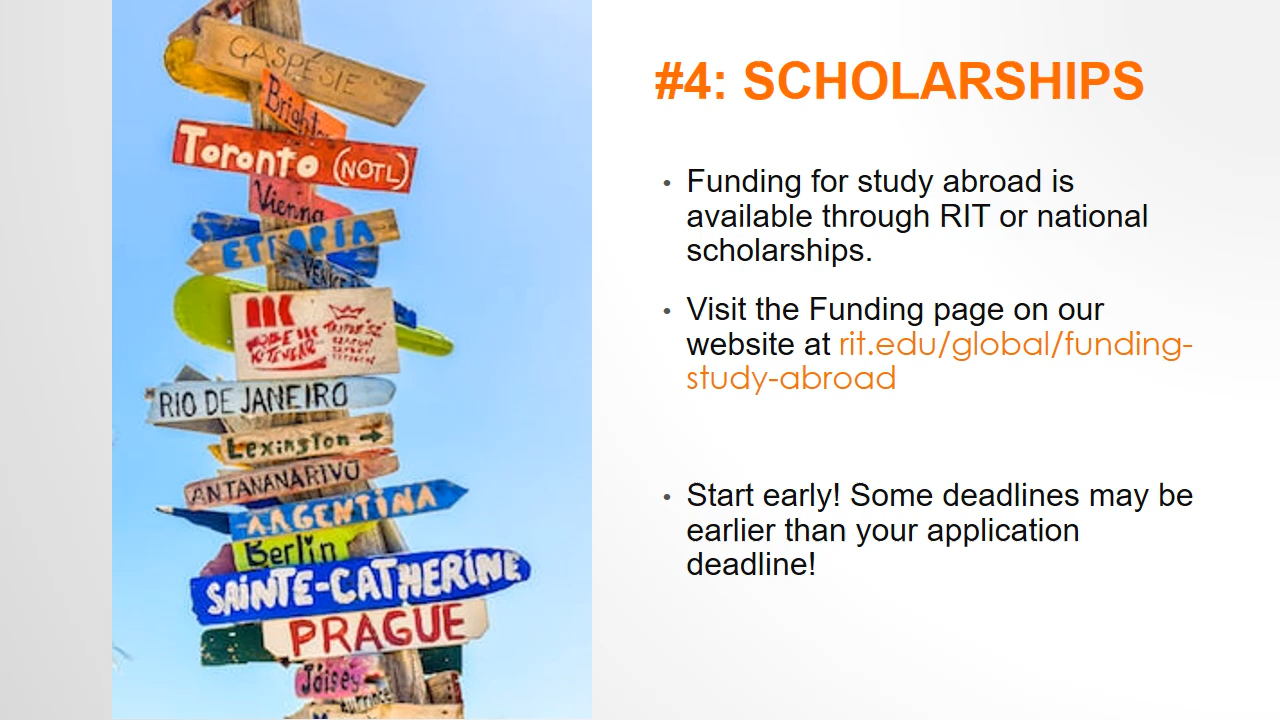 GASPÉSIE
Brighton
Toronto (NOTL)
Vienna
ETIOPÍA
RIO DE JANEIRO
Lexington →
ANTANANARIVO
ARGENTINA
Berlin
SAINTE-CATHERINE
PRAGUE
Joisey
#4: SCHOLARSHIPS
• Funding for study abroad is
available through RIT or national
scholarships.
• Visit the Funding page on our
website at rit.edu/global/funding-
study-abroad
• Start early! Some deadlines may be
earlier than your application
deadline!